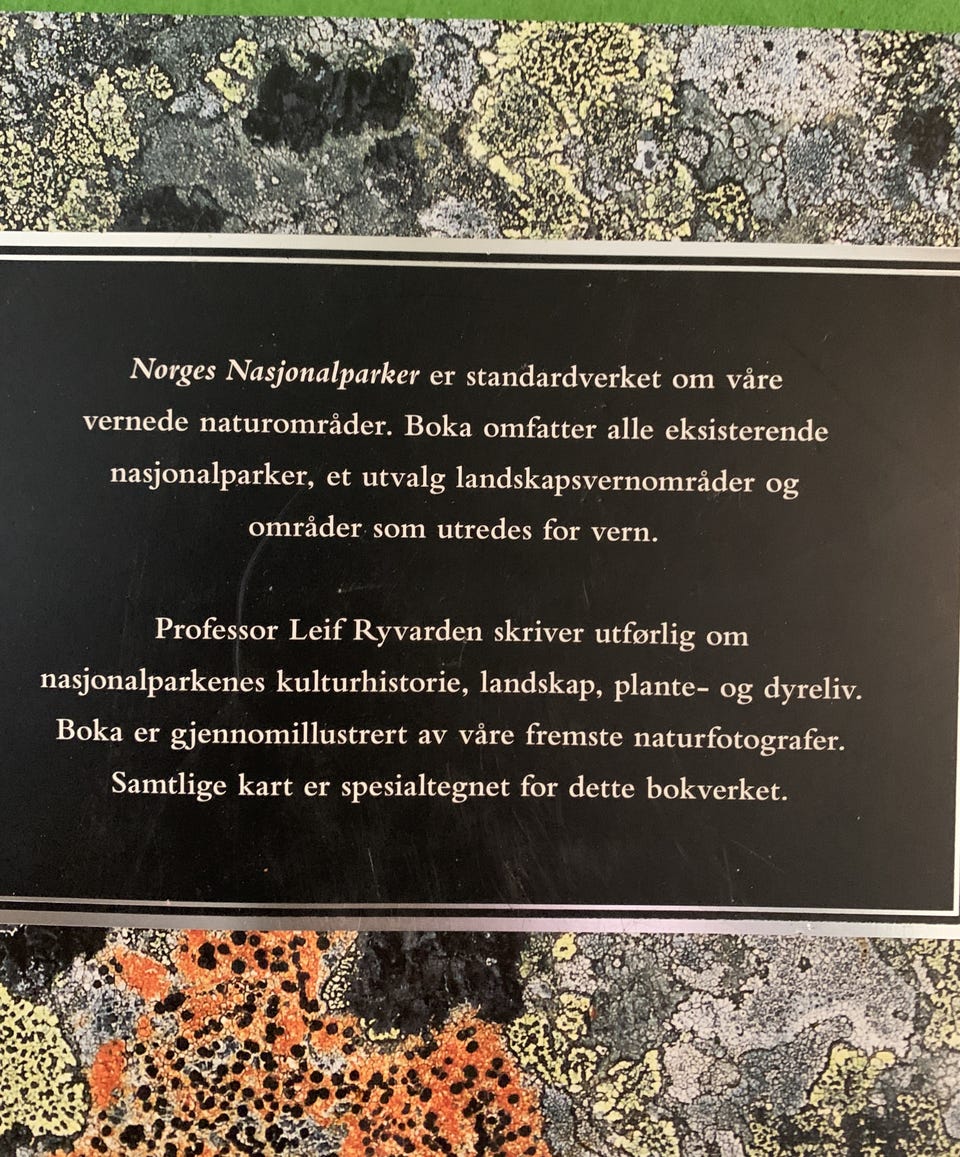 Norges Nasjonalparker er standardverket om våre
vernede naturområder. Boka omfatter alle eksisterende
nasjonalparker, et utvalg landskapsvernområder og
områder som utredes for vern.
Professor Leif Ryvarden skriver utførlig om
nasjonalparkenes kulturhistorie, landskap, plante- og dyreliv.
Boka er gjennomillustrert av våre fremste naturfotografer.
Samtlige kart er spesialtegnet for dette bokverket.